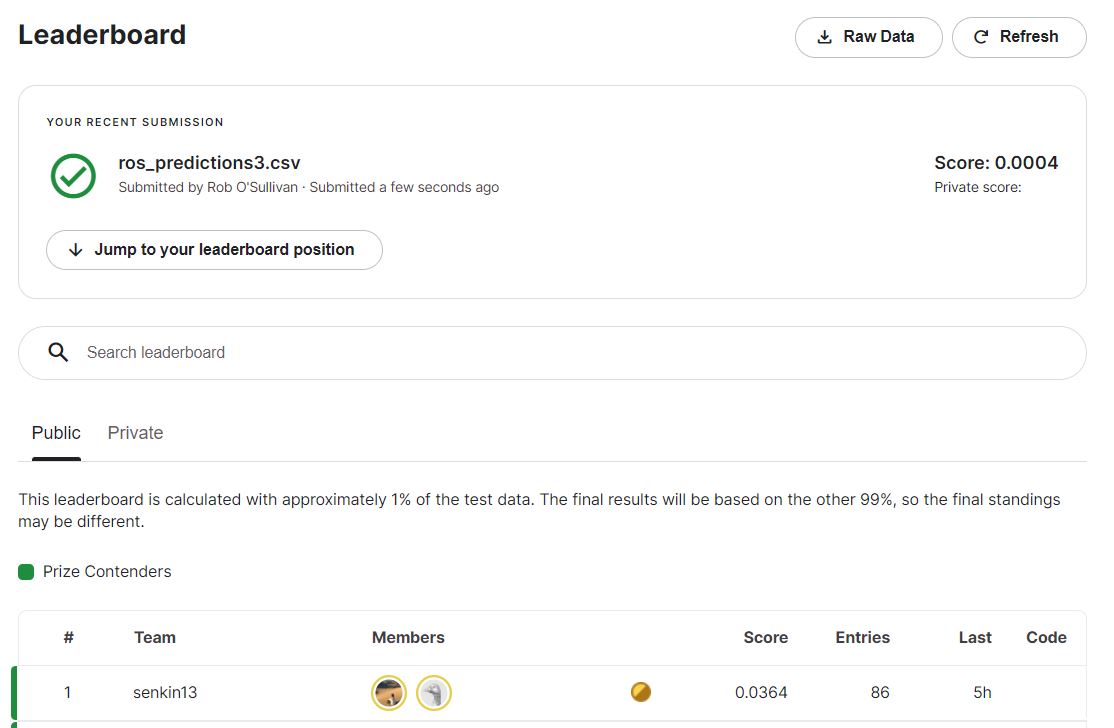 Leaderboard
Raw Data
Refresh
YOUR RECENT SUBMISSION
ros_predictions3.csv
Score: 0.0004
Submitted by Rob O'Sullivan · Submitted a few seconds ago
Private score:
Jump to your leaderboard position
Search leaderboard
Public Private
This leaderboard is calculated with approximately 1% of the test data. The final results will be based on the other 99%, so the final standings
may be different.
Prize Contenders
# Team Members Score Entries Last Code
1 senkin13 0.0364 86 5h